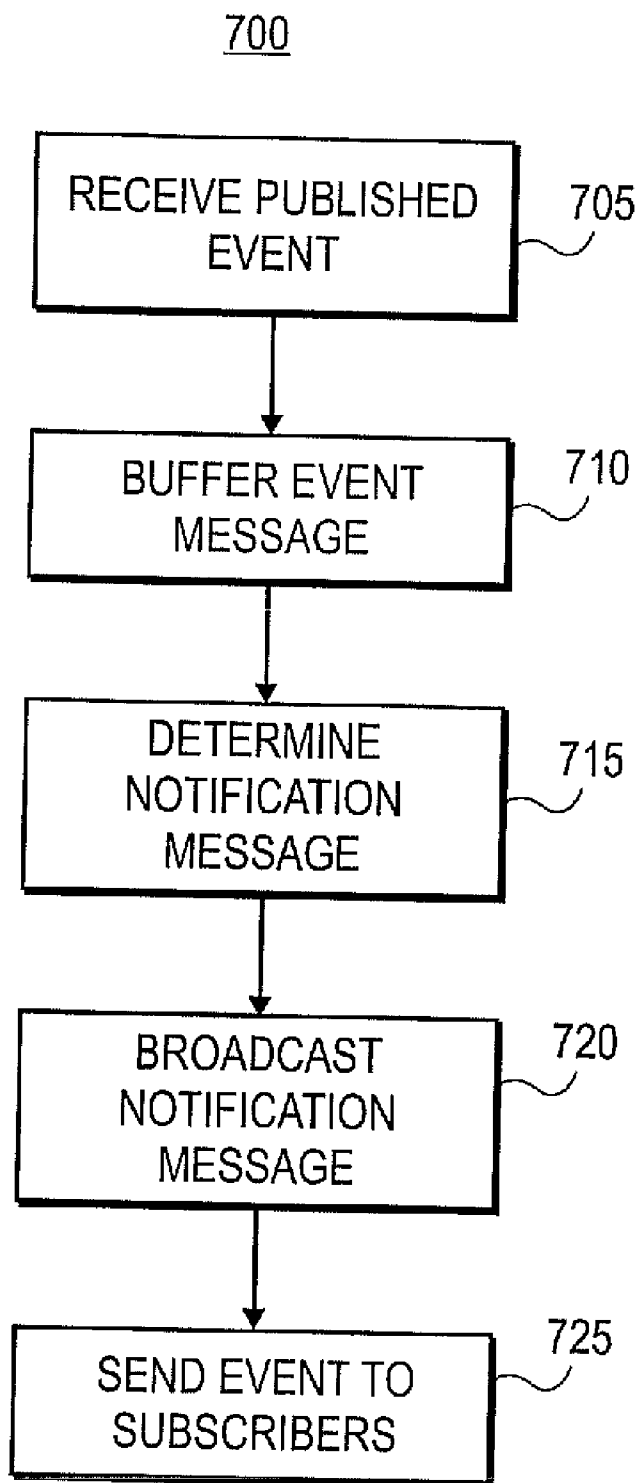 700
RECEIVE PUBLISHED
EVENT
705
BUFFER EVENT
MESSAGE
710
DETERMINE
NOTIFICATION
MESSAGE
715
BROADCAST
NOTIFICATION
MESSAGE
720
SEND EVENT TO
SUBSCRIBERS
725